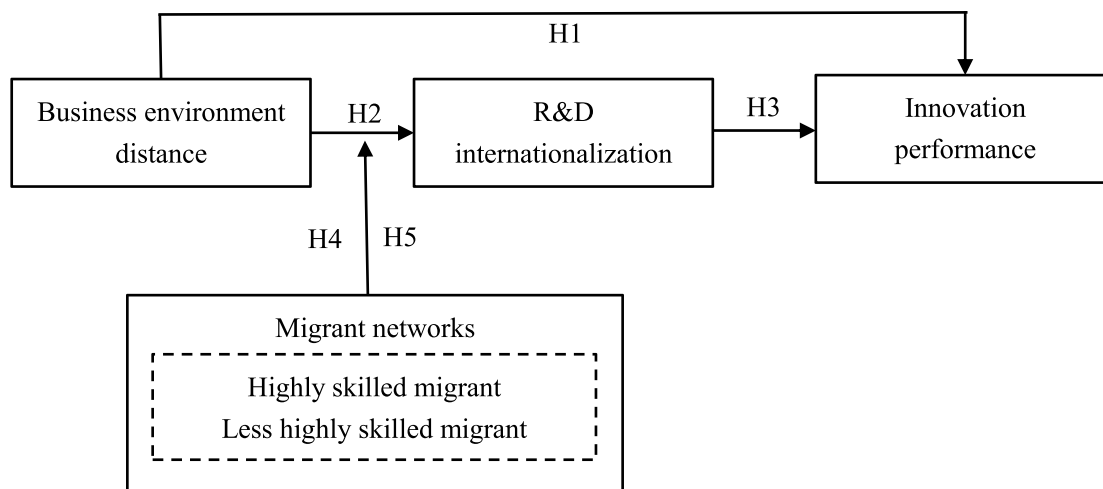 H1
Business environment
distance
H2
R&D
internationalization
H3
Innovation
performance
H4
H5
Migrant networks
Highly skilled migrant
Less highly skilled migrant